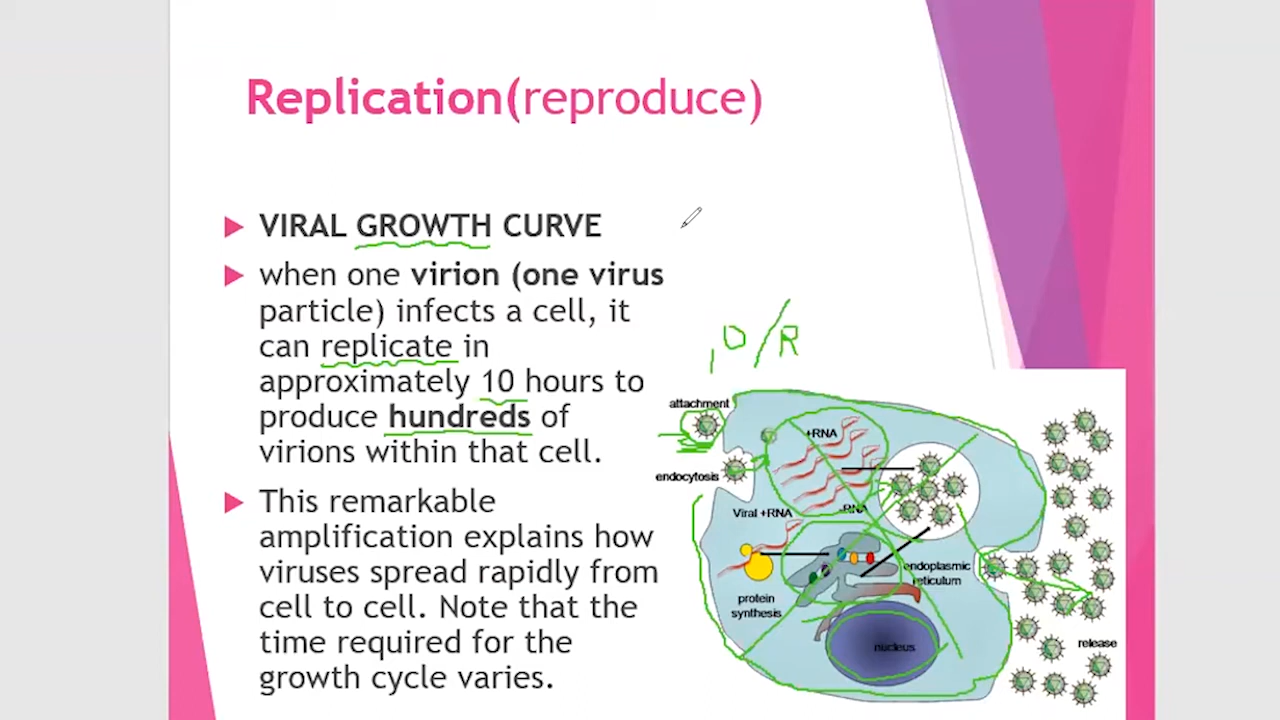 Replication(reproduce)
VIRAL GROWTH CURVE
when one virion (one virus
particle) infects a cell, it
can replicate in
approximately 10 hours to
produce hundreds of
virions within that cell.
This remarkable
amplification explains how
viruses spread rapidly from
cell to cell. Note that the
time required for the
growth cycle varies.
D/R
attachment
+RNA
endocytosis
Viral +RNA
-RNA
endoplasmic
reticulum
protein
synthesis
nucleus
release